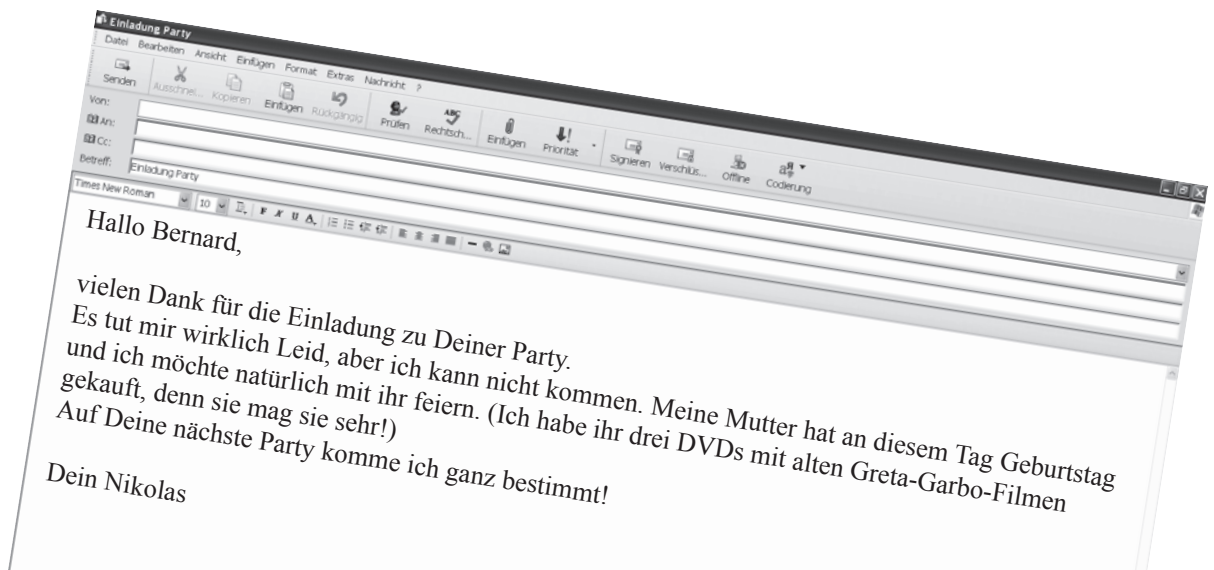 Einladung Party
Datei Bearbeiten Ansicht Einfügen Format Extras Nachricht ?
Senden Ausschnei... Kopieren Einfügen Rückgängig Prüfen Rechtsch... Einfügen Priorität Signieren Verschlüs... Offline Codierung
Von:
An:
Cc:
Betreff: Einladung Party
Times New Roman 10 F K U A
Hallo Bernard,
vielen Dank für die Einladung zu Deiner Party.
Es tut mir wirklich Leid, aber ich kann nicht kommen. Meine Mutter hat an diesem Tag Geburtstag
und ich möchte natürlich mit ihr feiern. (Ich habe ihr drei DVDs mit alten Greta-Garbo-Filmen
gekauft, denn sie mag sie sehr!)
Auf Deine nächste Party komme ich ganz bestimmt!
Dein Nikolas